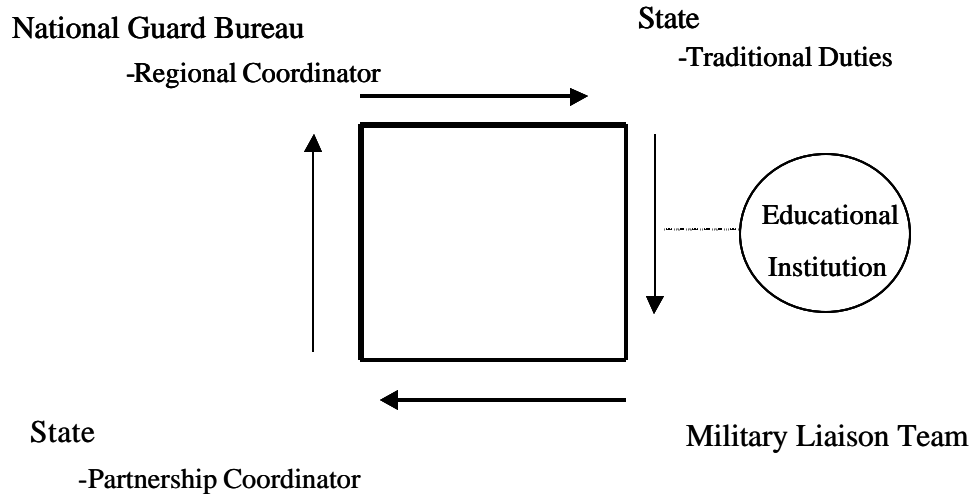 National Guard Bureau
-Regional Coordinator
State
-Traditional Duties
Educational
Institution
State
-Partnership Coordinator
Military Liaison Team